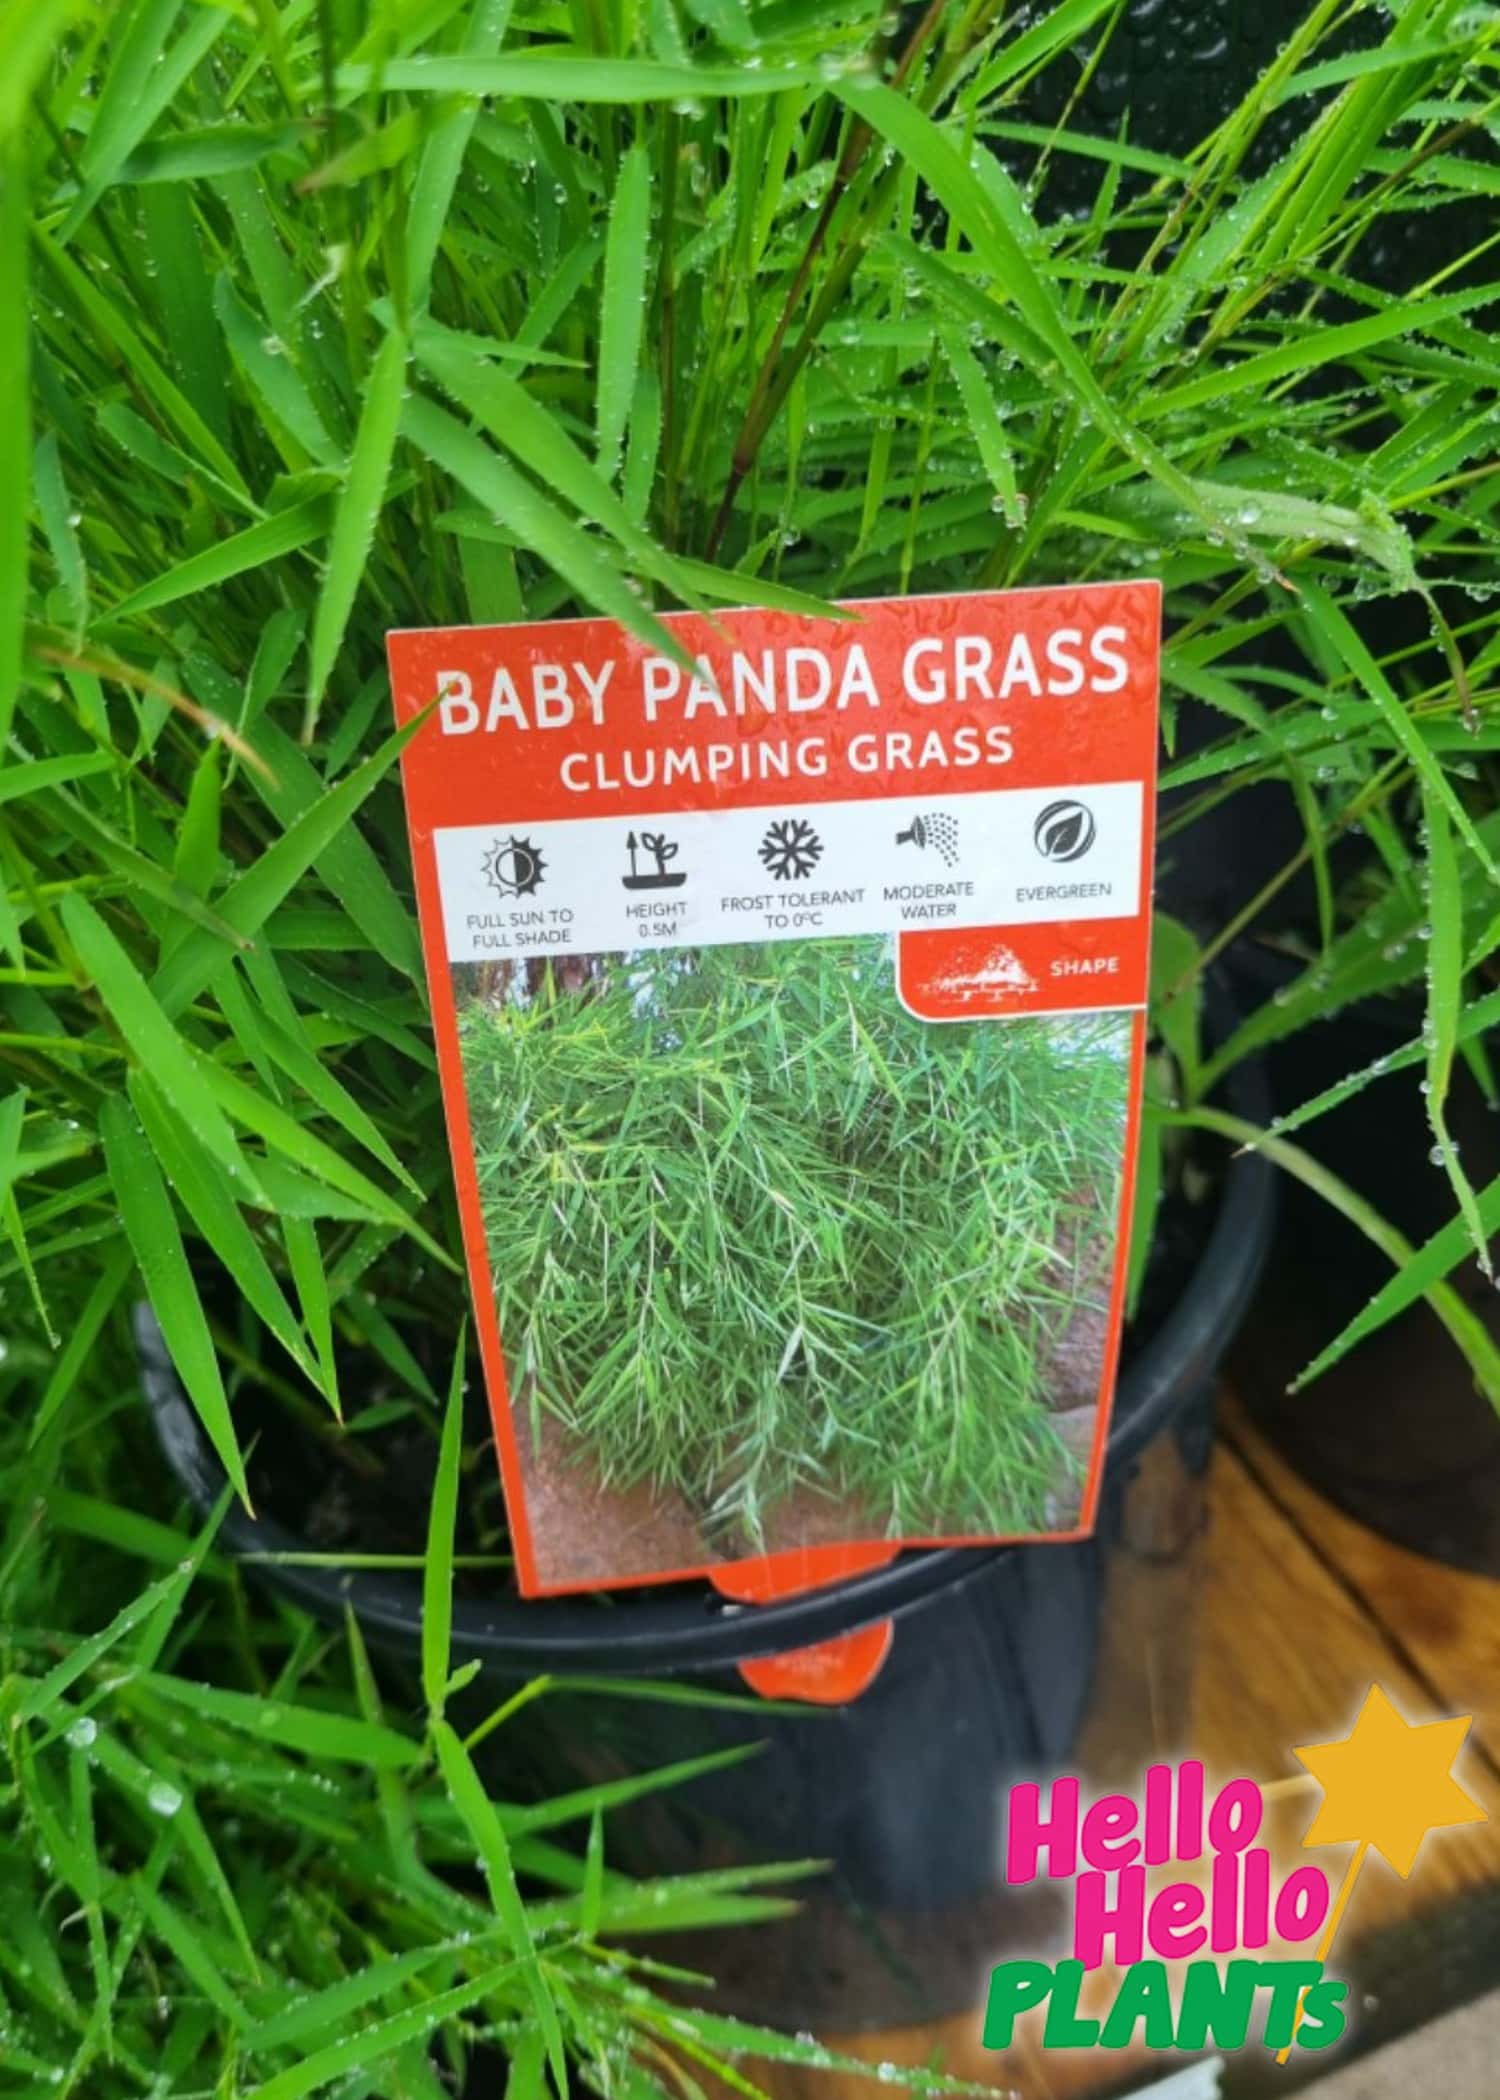 BABY PANDA GRASS
CLUMPING GRASS
FULL SUN TO
FULL SHADE
HEIGHT
0.5M
FROST TOLERANT
TO 0°C
MODERATE
WATER
EVERGREEN
SHAPE
Hello
Hello
PLANTs